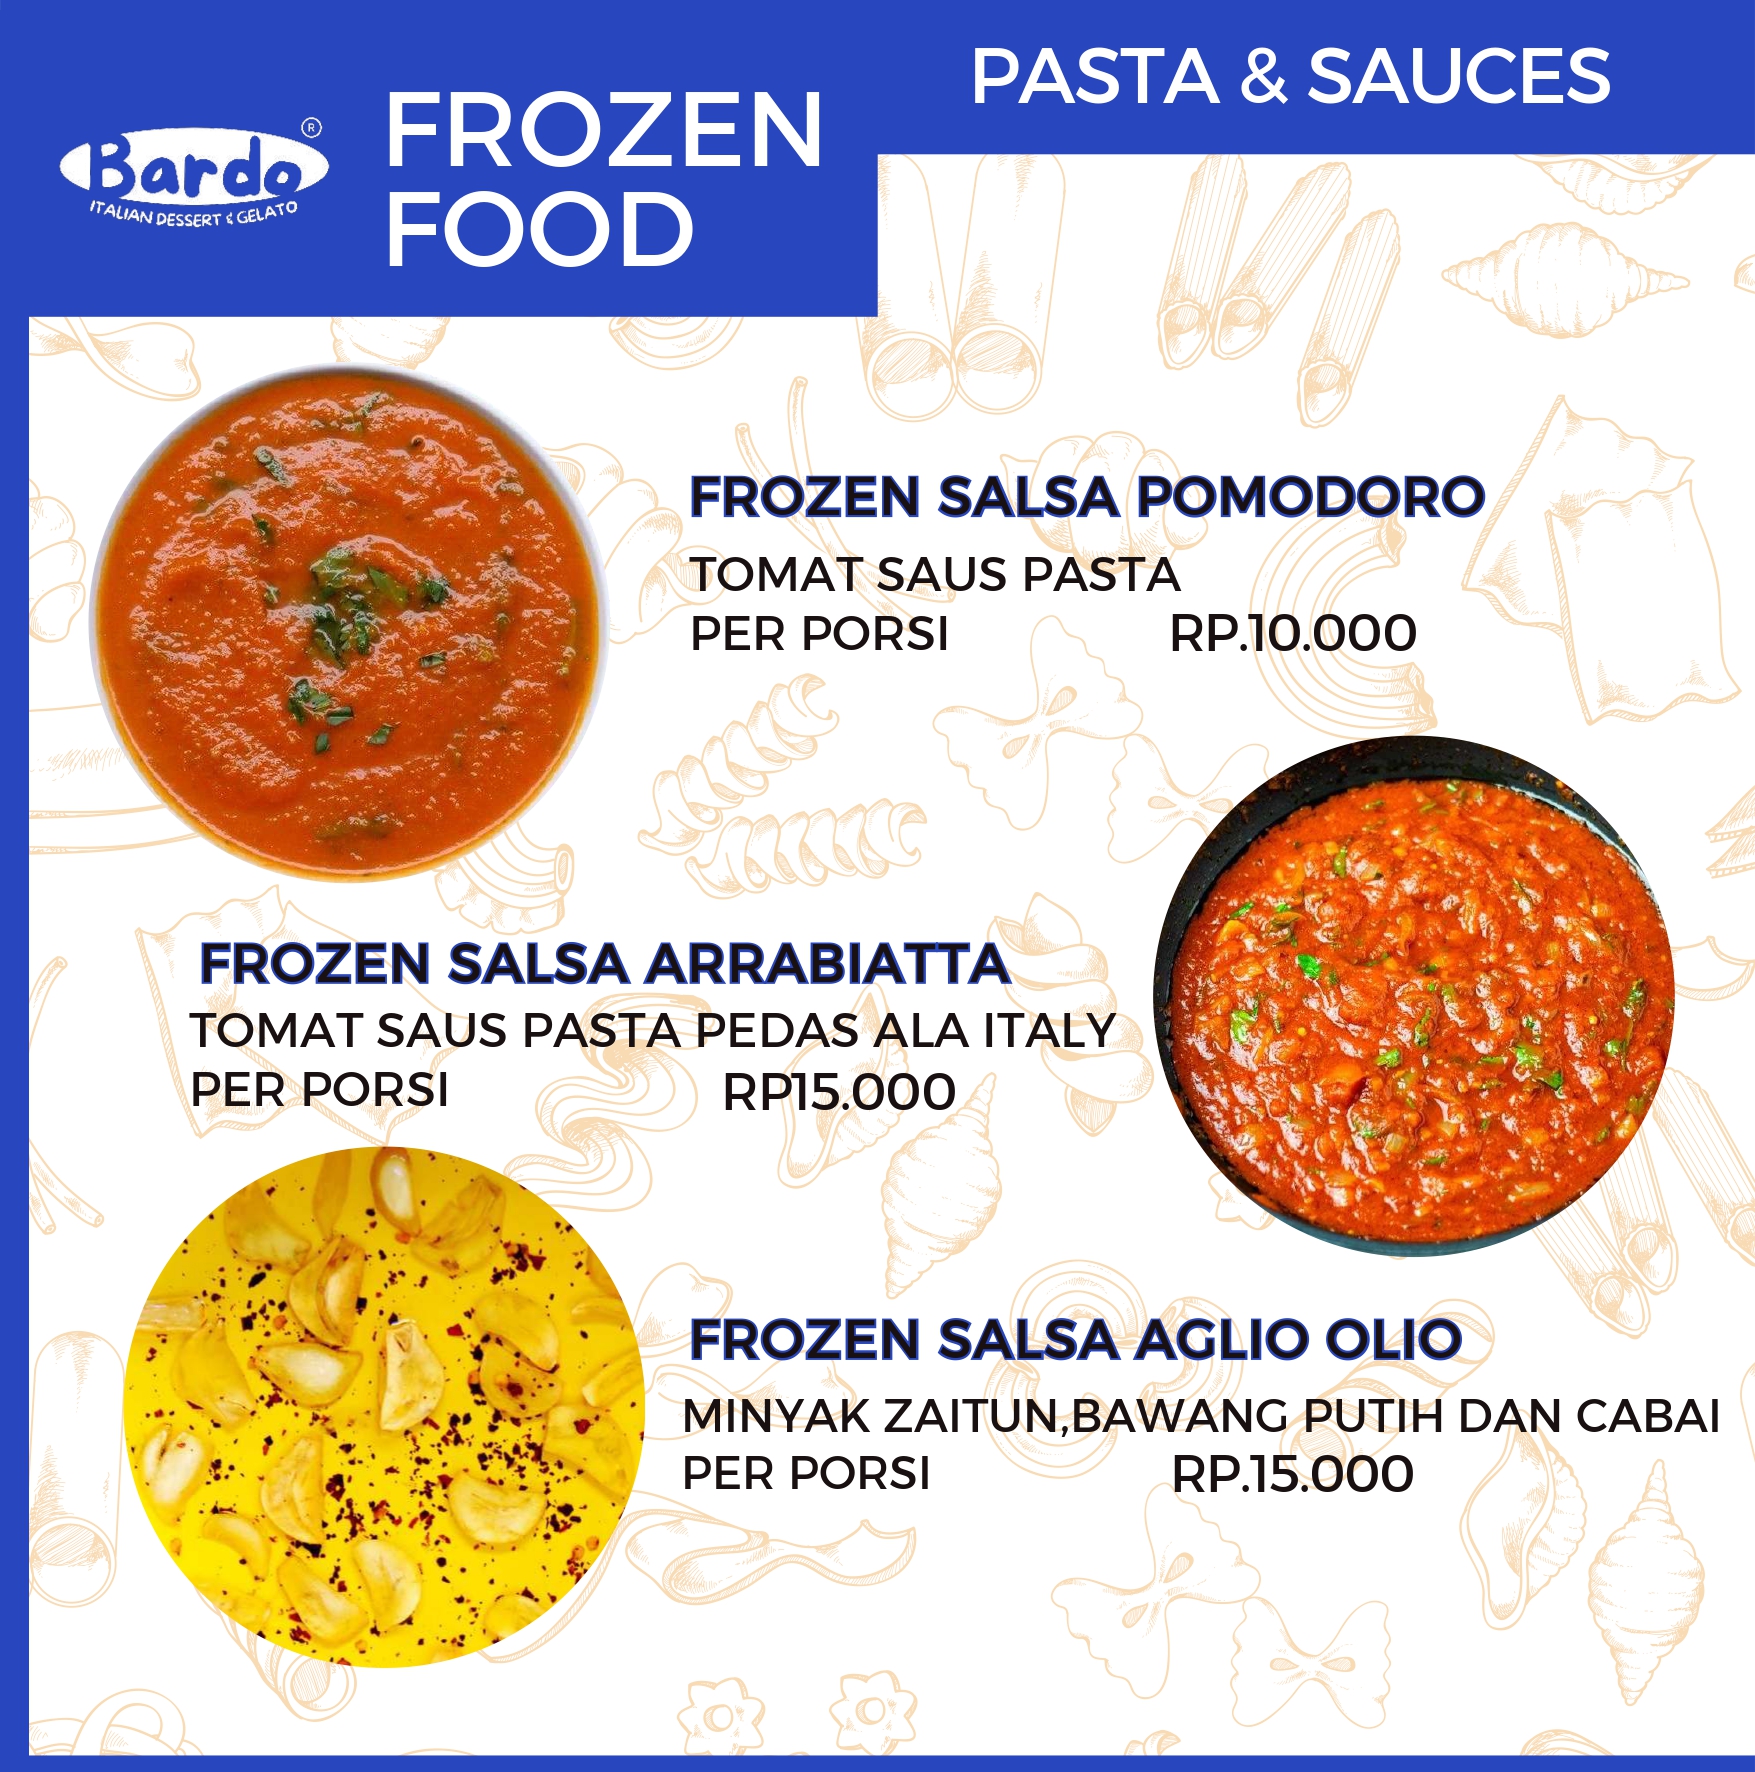 Bardo ®
ITALIAN DESSERT & GELATO
FROZEN
FOOD
PASTA & SAUCES
FROZEN SALSA POMODORO
TOMAT SAUS PASTA
PER PORSI RP.10.000
FROZEN SALSA ARRABIATTA
TOMAT SAUS PASTA PEDAS ALA ITALY
PER PORSI RP15.000
FROZEN SALSA AGLIO OLIO
MINYAK ZAITUN,BAWANG PUTIH DAN CABAI
PER PORSI RP.15.000